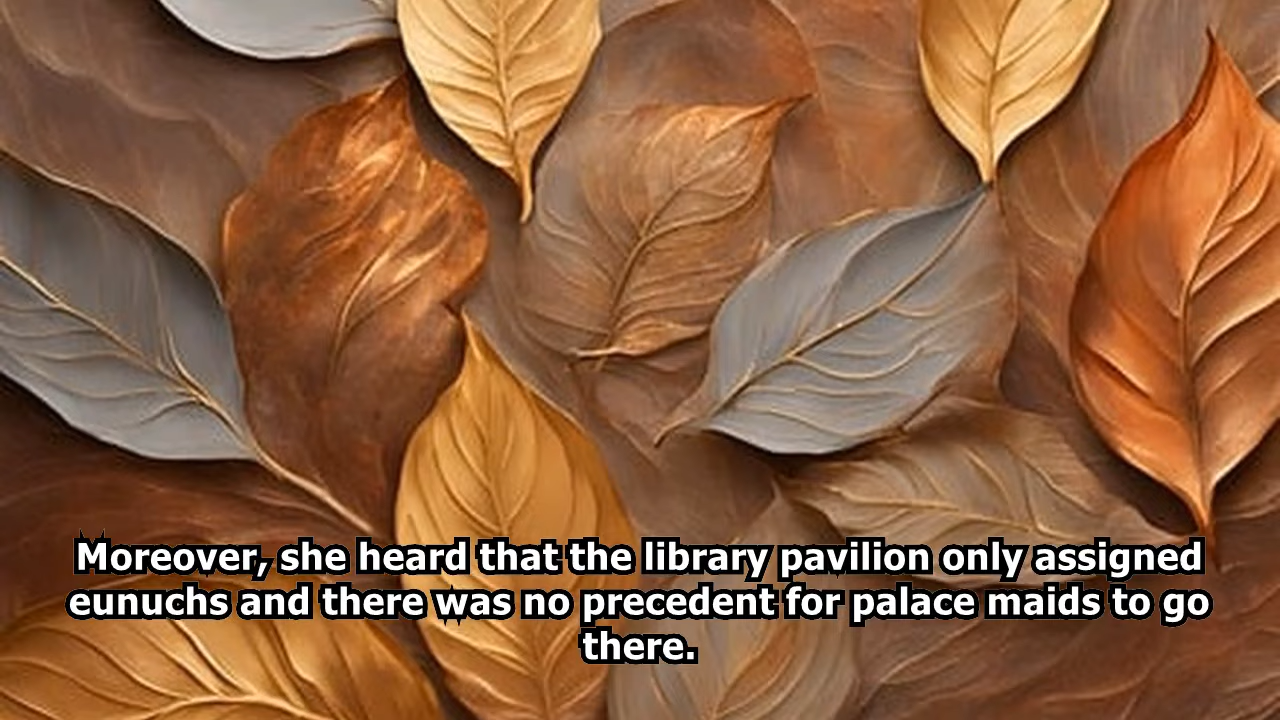 Moreover, she heard that the library pavilion only assigned
eunuchs and there was no precedent for palace maids to go
there.